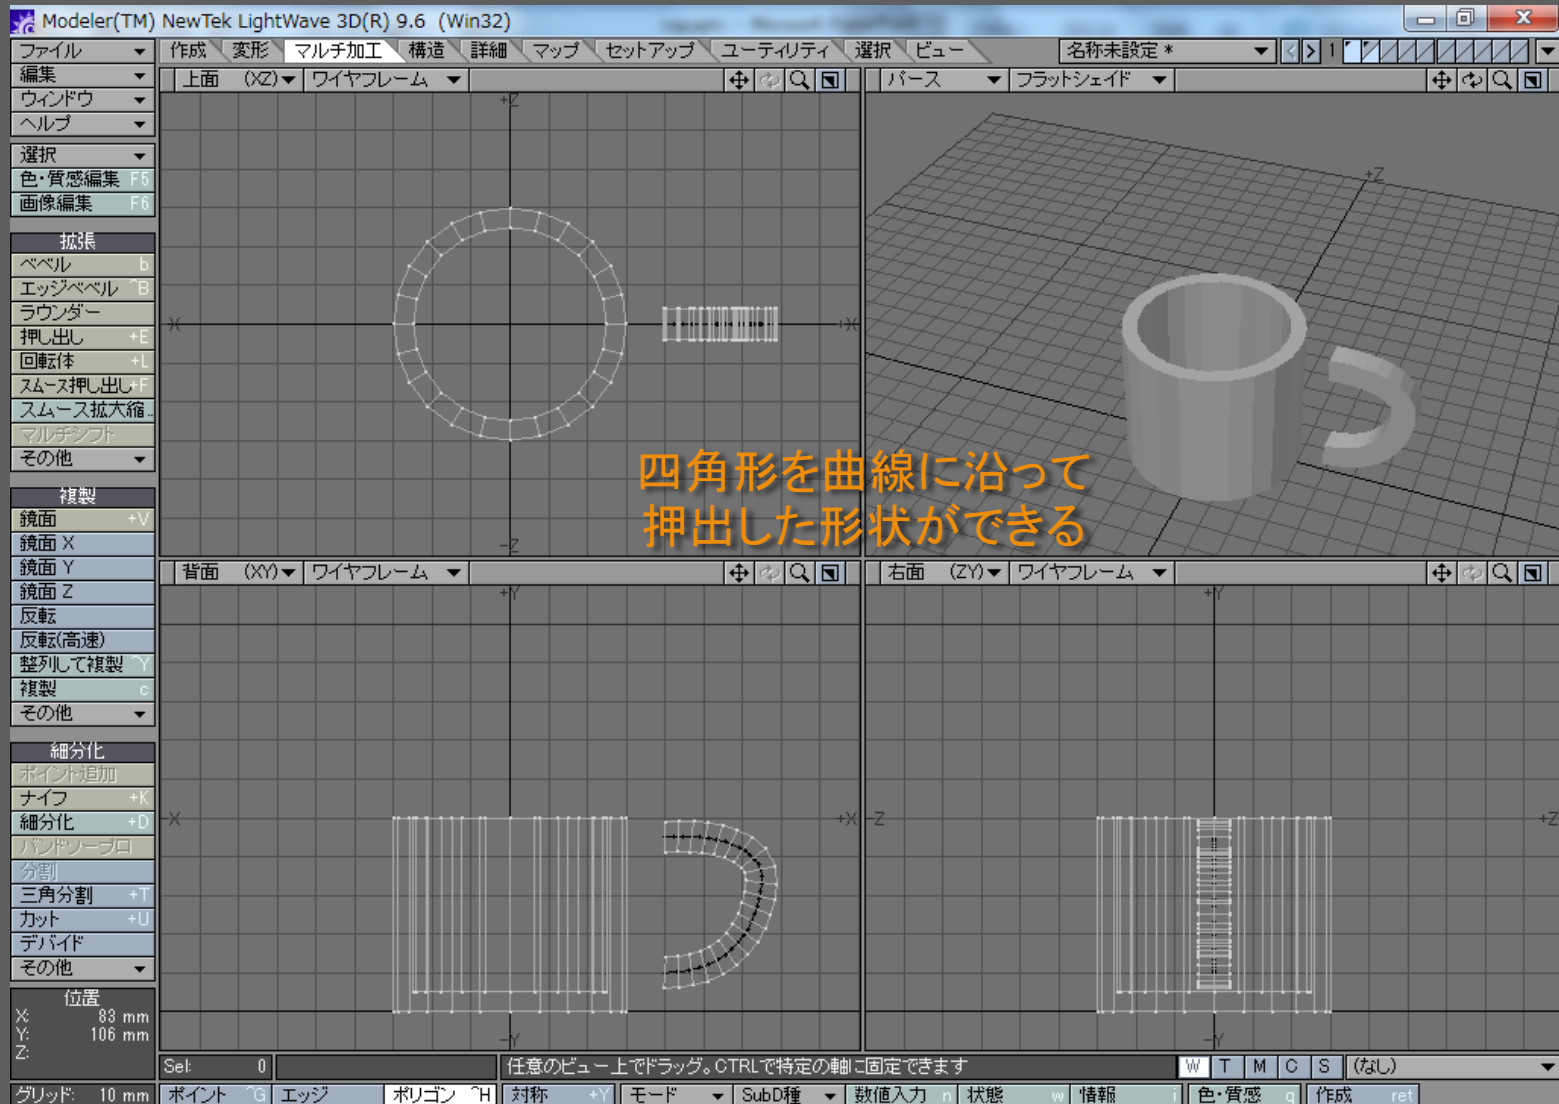 Modeler(TM) NewTek LightWave 3D(R) 9.6 (Win32)
ファイル
作成 変形 マルチ加工 構造 詳細 マップ セットアップ ユーティリティ 選択 ビュー
名称未設定 *
1
編集
ウィンドウ
ヘルプ
選択
色・質感編集 F5
画像編集 F6
拡張
ベベル b
エッジベベル ^B
ラウンダー
押し出し +E
回転体 +L
スムース押し出し +F
スムース拡大縮..
マルチシフト
その他
複製
鏡面 +V
鏡面 X
鏡面 Y
鏡面 Z
反転
反転(高速)
整列して複製 ^Y
複製 c
その他
細分化
ポイント追加
ナイフ +K
細分化 +D
バンドソープロ
分割
三角分割 +T
カット +U
デバイド
その他
位置
X: 83 mm
Y: 106 mm
Z:
グリッド: 10 mm
上面 (XZ) ワイヤフレーム
+Z
-X
+X
-Z
パース フラットシェイド
+Z
四角形を曲線に沿って
押出した形状ができる
背面 (XY) ワイヤフレーム
+Y
-X
+X
-Y
右面 (ZY) ワイヤフレーム
+Y
-Z
+Z
-Y
Sel: 0
任意のビュー上でドラッグ。CTRLで特定の軸に固定できます
W T M C S (なし)
ポイント ^G エッジ ポリゴン ^H 対称 +Y モード SubD種 数値入力 n 状態 w 情報 i 色・質感 q 作成 ret